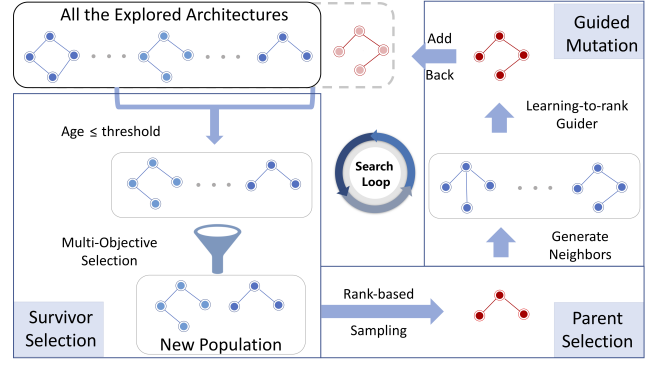 All the Explored Architectures
Add
Back
Guided
Mutation
Learning-to-rank
Guider
Age ≤ threshold
Search
Loop
Multi-Objective
Selection
Generate
Neighbors
Survivor
Selection
New Population
Rank-based
Sampling
Parent
Selection